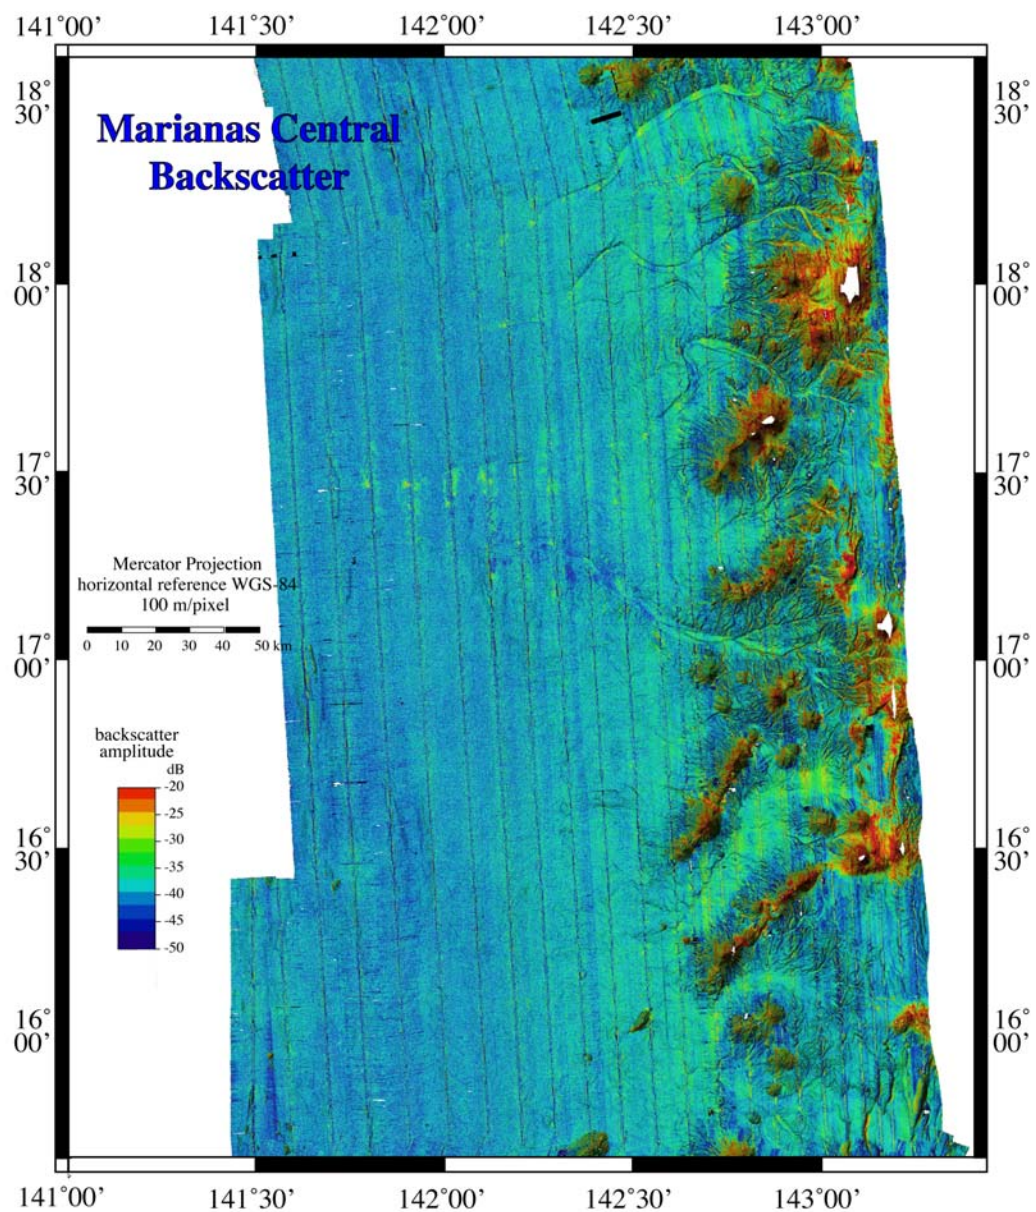 141°00’ 141°30’ 142°00’ 142°30’ 143°00’
18°
30’
18°
30’
Marianas Central
Backscatter
18°
00’
18°
00’
17°
30’
17°
30’
Mercator Projection
horizontal reference WGS-84
100 m/pixel
0 10 20 30 40 50 km
17°
00’
17°
00’
backscatter
amplitude
dB
-20
-25
-30
-35
-40
-45
-50
16°
30’
16°
30’
16°
00’
16°
00’
141°00’ 141°30’ 142°00’ 142°30’ 143°00’